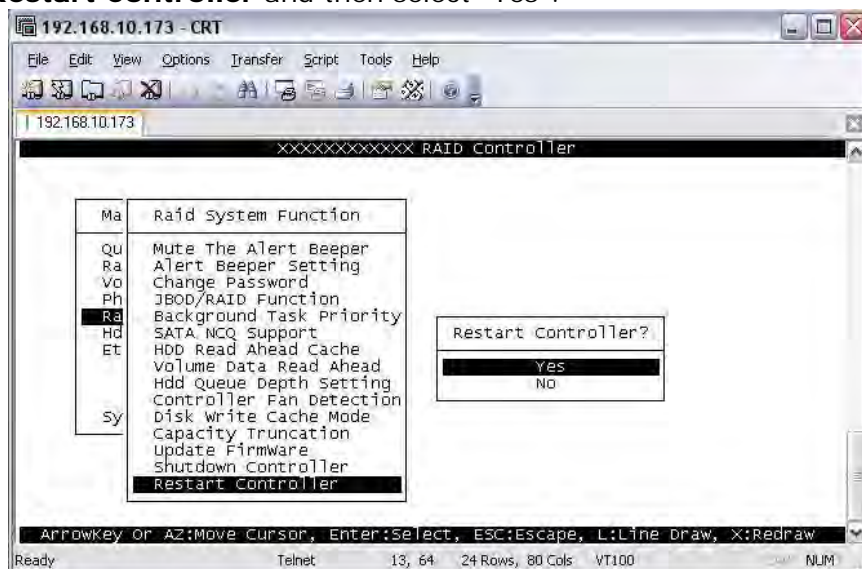 Restart Controller and then select "Yes".
192.168.10.173 - CRT
File Edit View Options Transfer Script Tools Help
192.168.10.173
XXXXXXXXXXXX RAID Controller
Ma
Qu
Ra
Vo
Ph
Ra
Hd
Et
Sy
Raid System Function
Mute The Alert Beeper
Alert Beeper Setting
Change Password
JBOD/RAID Function
Background Task Priority
SATA NCQ Support
HDD Read Ahead Cache
Volume Data Read Ahead
Hdd Queue Depth Setting
Controller Fan Detection
Disk Write Cache Mode
Capacity Truncation
Update FirmWare
Shutdown Controller
Restart Controller
Restart Controller?
Yes
No
ArrowKey Or AZ:Move Cursor, Enter:Select, ESC:Escape, L:Line Draw, X:Redraw
Ready Telnet 13, 64 24 Rows, 80 Cols VT100 NUM